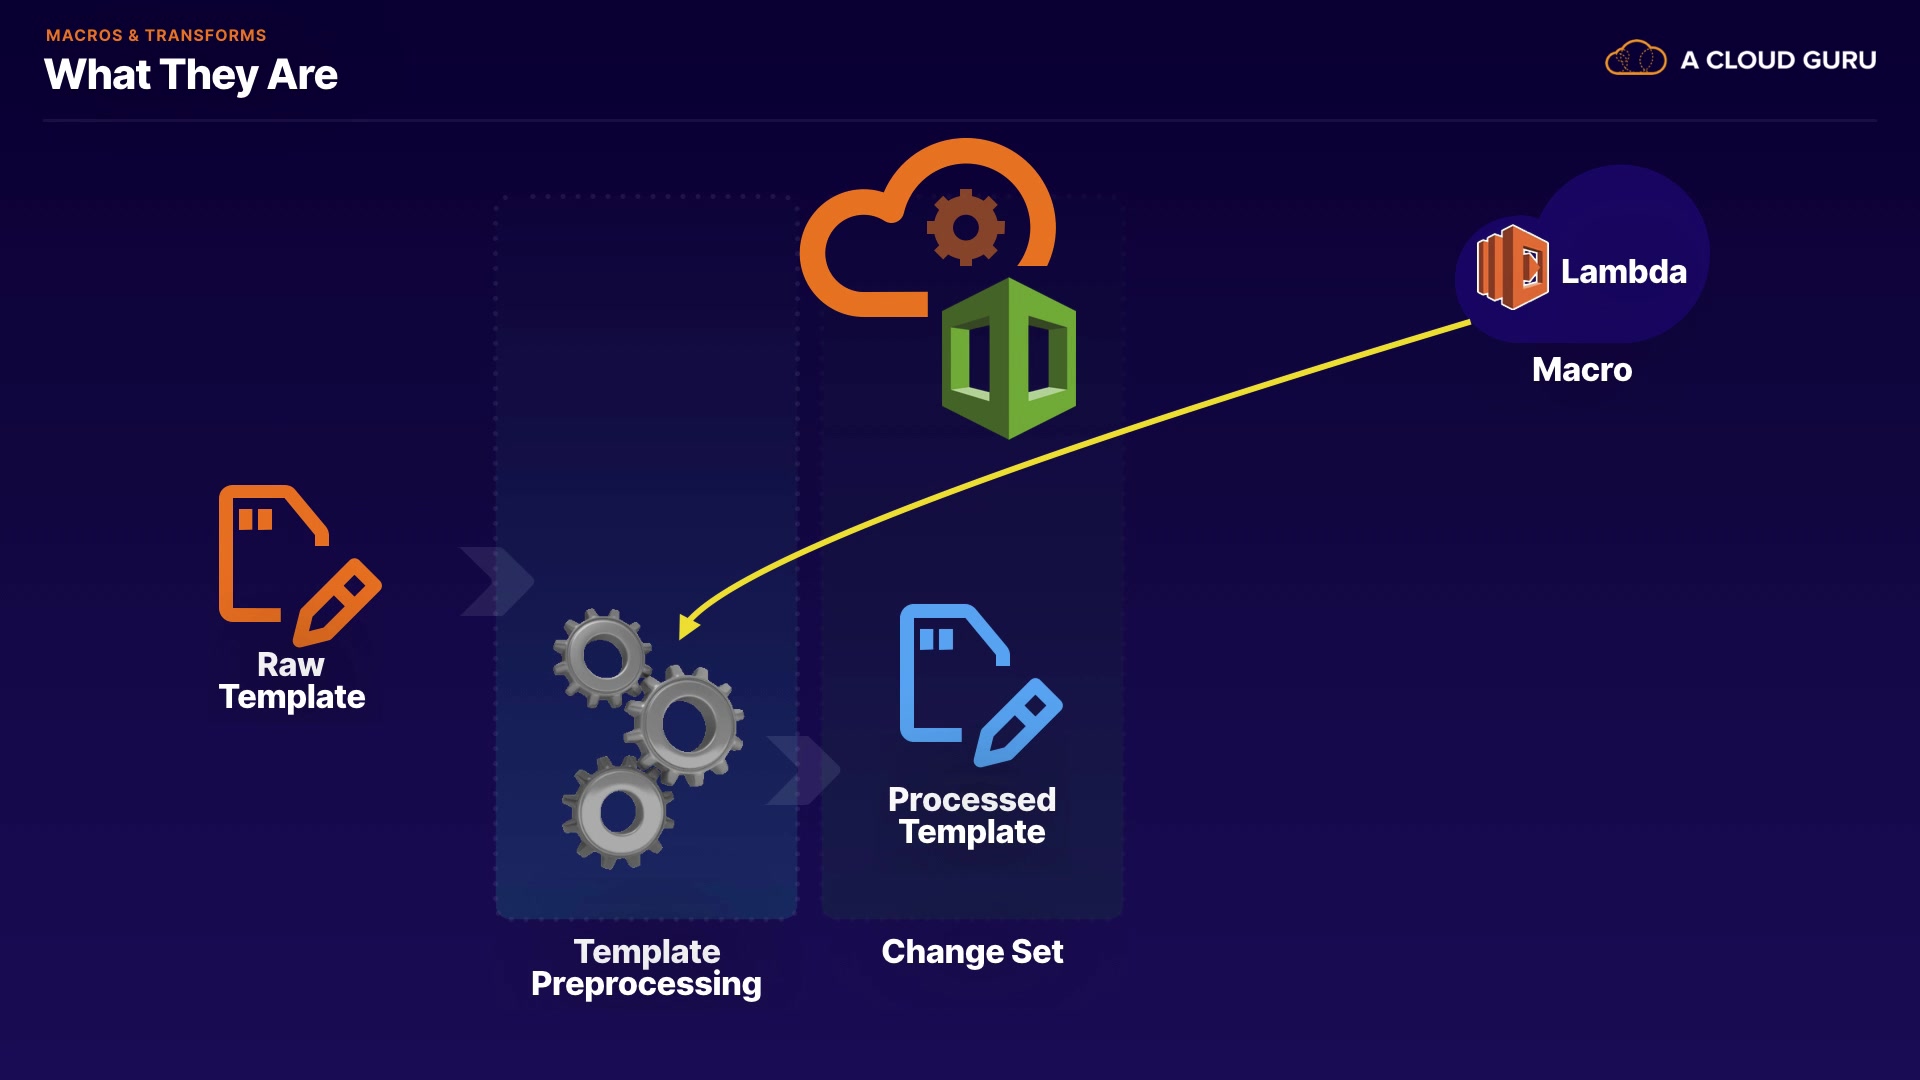 MACROS & TRANSFORMS
What They Are
A CLOUD GURU
Lambda
Macro
Raw
Template
Processed
Template
Template
Preprocessing
Change Set